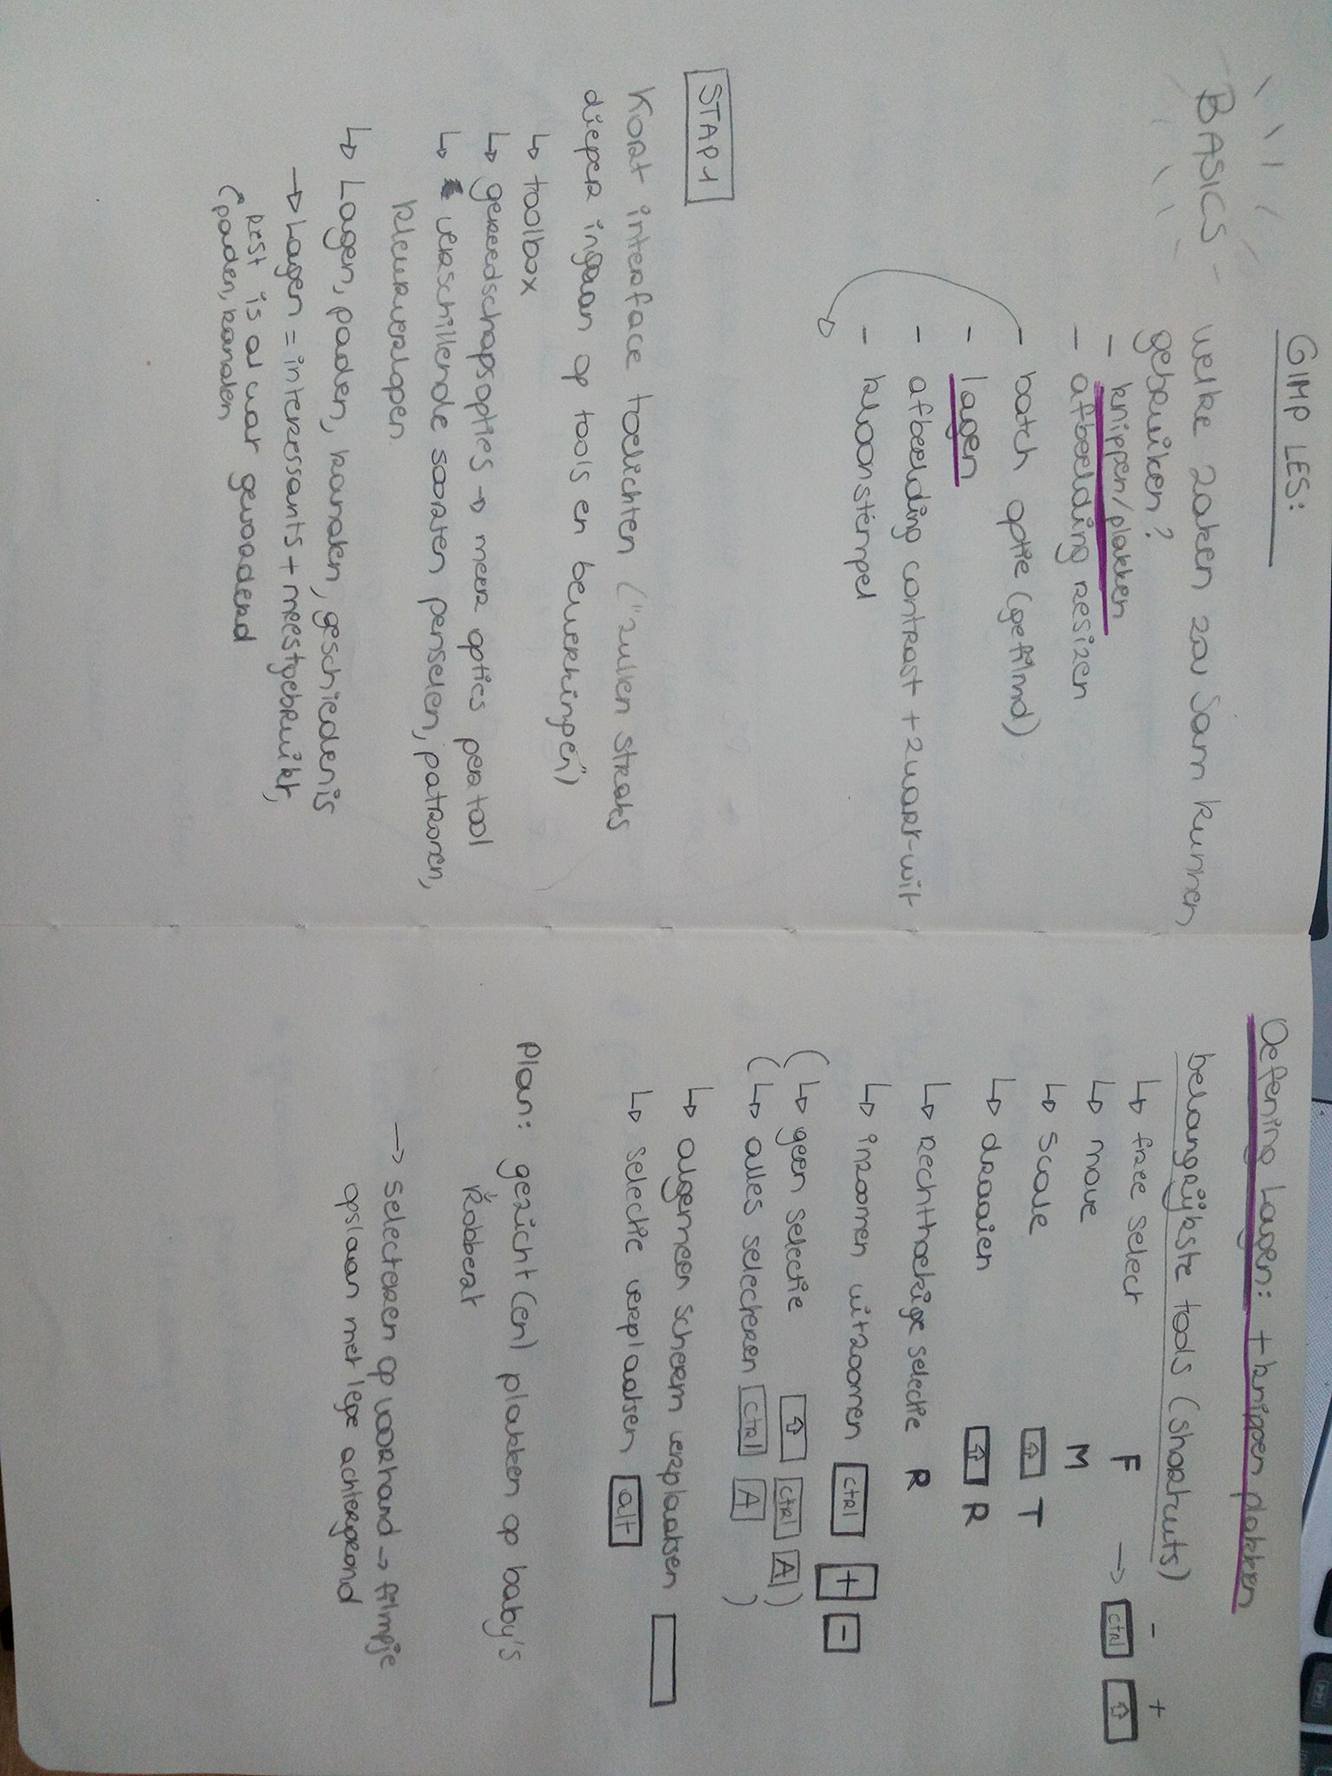 GIMP LES:
BASICS
welke zaken zou Sam kunnen
gebruiken?
- knippen/plakken
- afbeelding resizen
- batch optie (gefilmd)
- lagen
- afbeelding contrast + zwart-wit
- kloonstempel
STAP 1
Kort interface toelichten ("zullen straks
dieper ingaan op tools en bewerkingen")
↳ toolbox
↳ gereedschapsopties → meer opties per tool
↳ verschillende soorten penselen, patronen,
kleurverlopen
↳ Lagen, paden, kanalen, geschiedenis
→ Lagen = interessants + meestgebruikt,
rest is al wat gevorderd
paden, kanalen
Oefening Lagen: + knippen plakken
belangrijkste tools (shortcuts)
- +
↳ free select F → ctrl ⇧
↳ move M
↳ scale ⇧ T
↳ draaien ⇧ R
↳ rechthoekige selectie R
↳ inzoomen uitzoomen ctrl + -
(↳ geen selectie ⇧ ctrl A)
(↳ alles selecteren ctrl A )
↳ algemeen scherm verplaatsen
↳ selectie verplaatsen alt
Plan: gezicht(en) plakken op baby's
Robbert
→ selecteren op voorhand → filmpje
opslaan met lege achtergrond